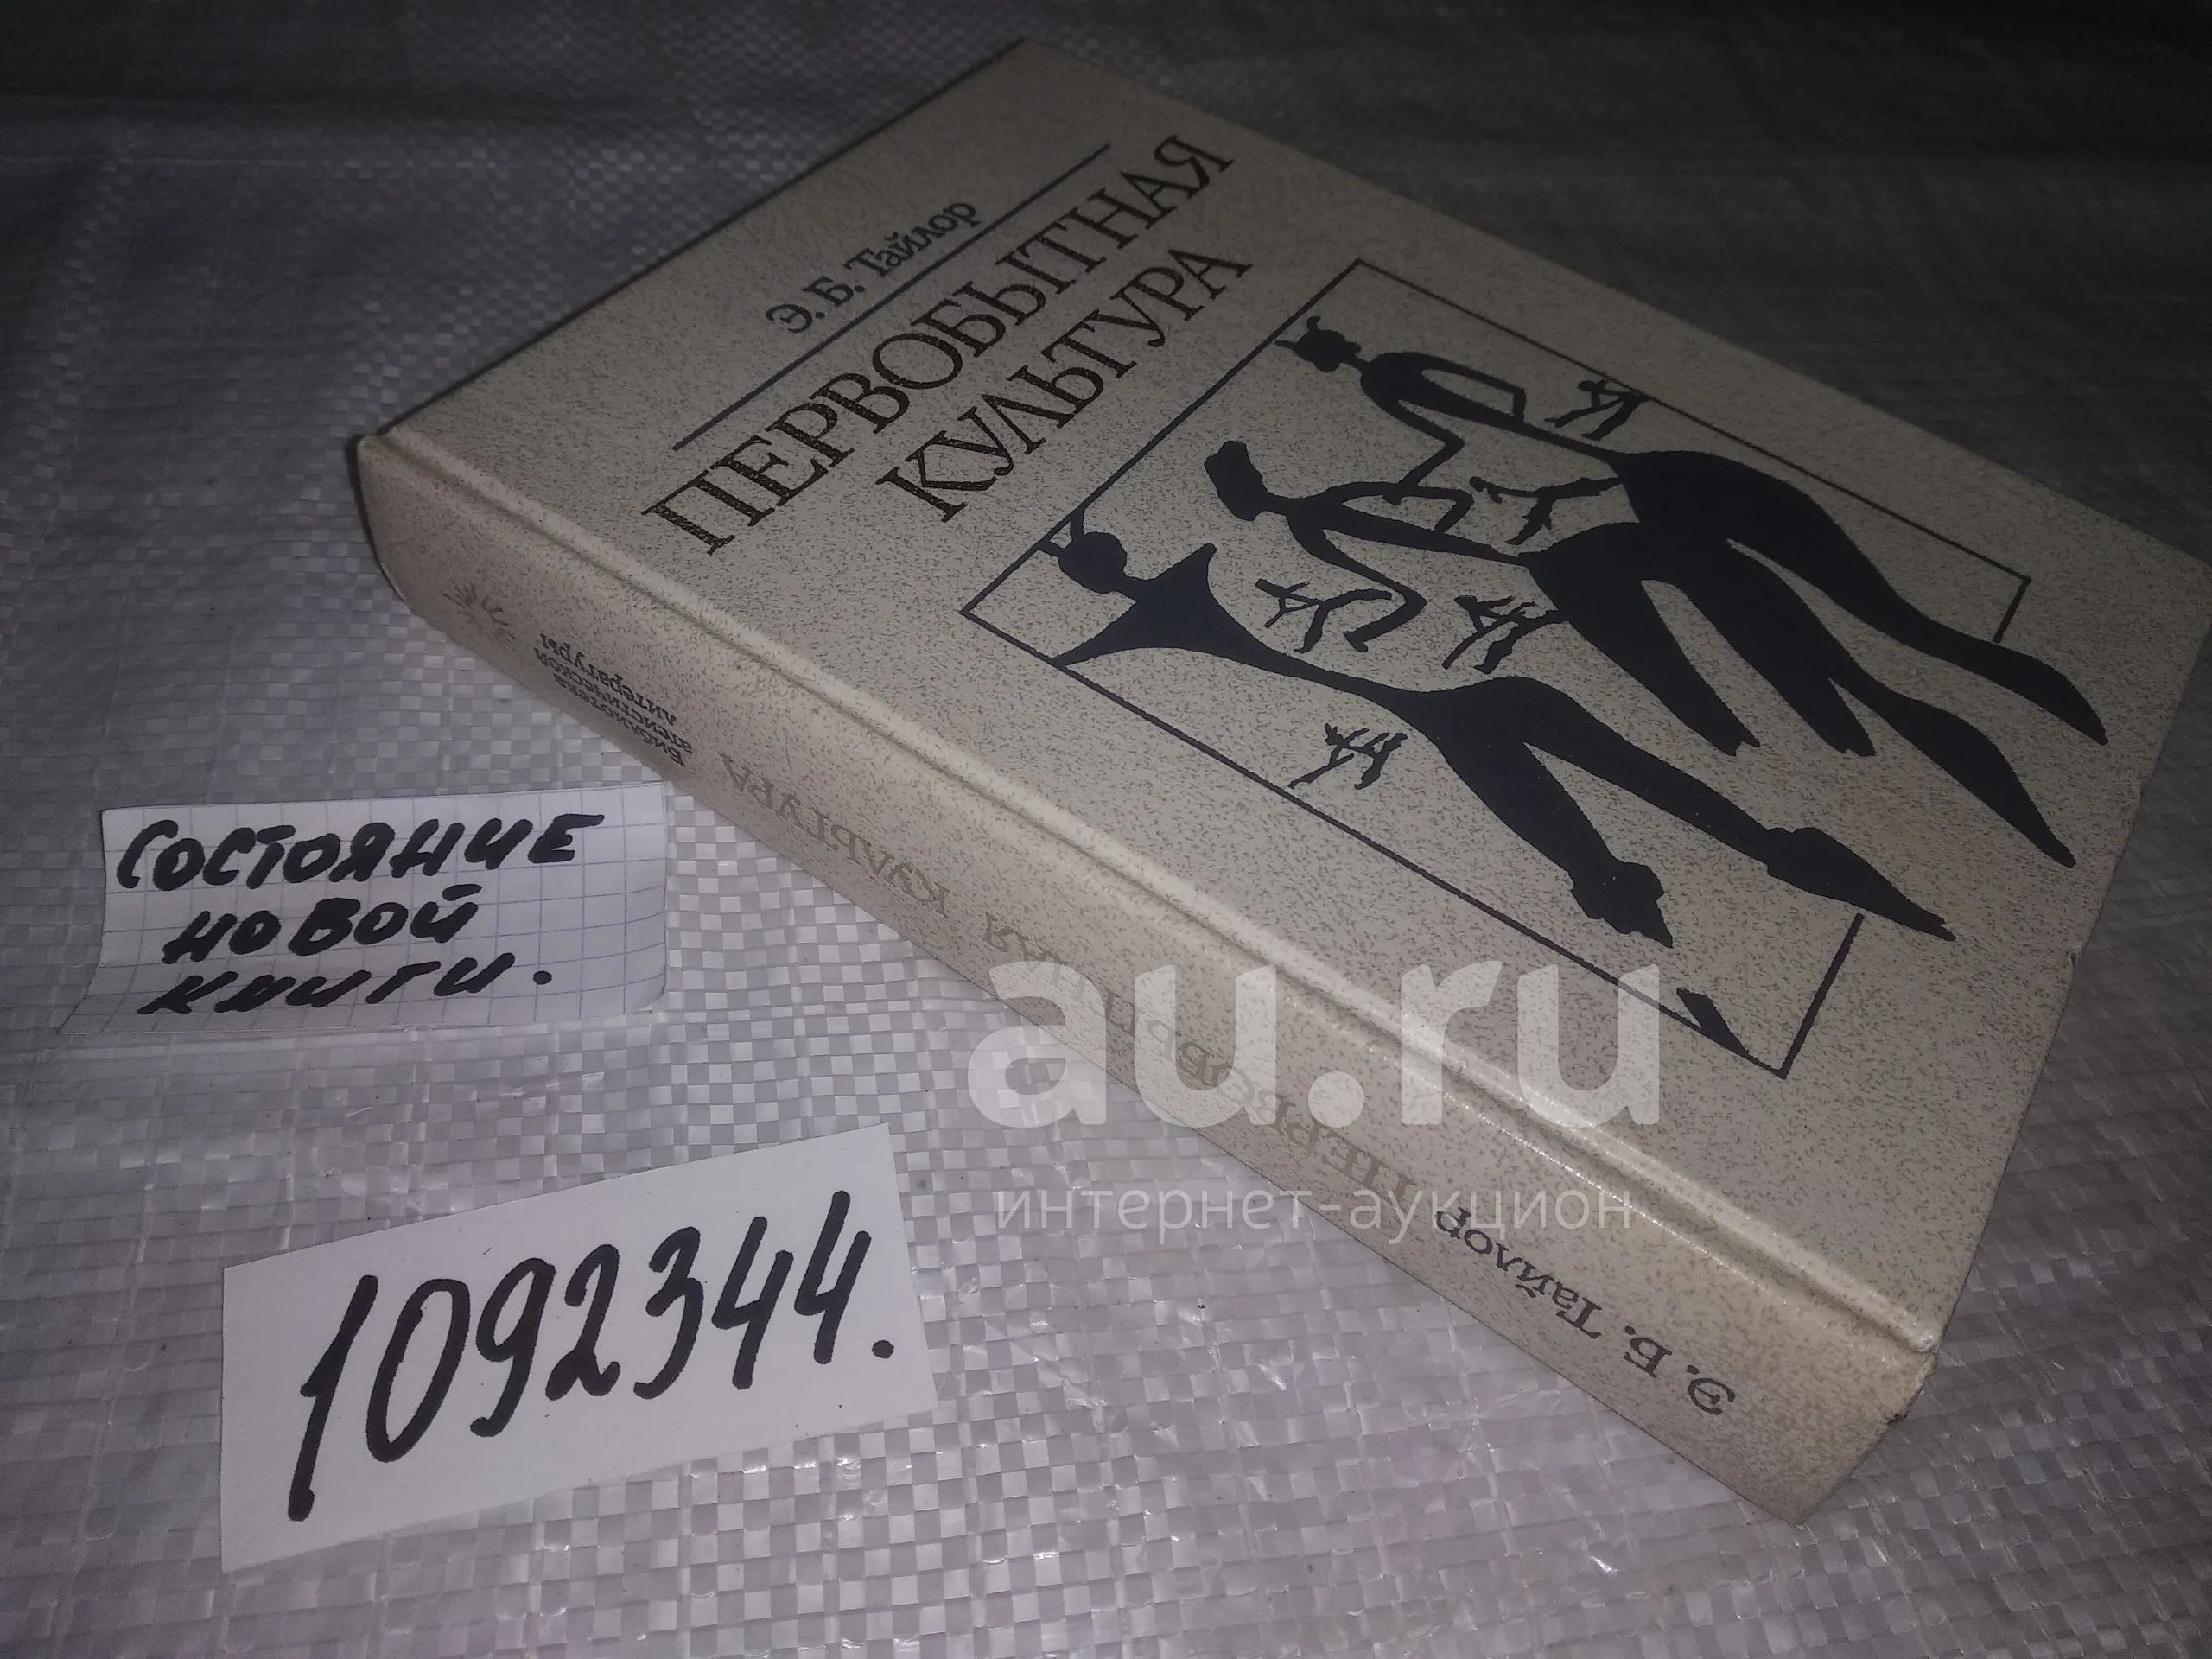 Э. Б. Тайлор
ПЕРВОБЫТНАЯ
КУЛЬТУРА
Э. Б. Тайлор
ПЕРВОБЫТНАЯ КУЛЬТУРА
Библиотека
атеистической
литературы
СОСТОЯНИЕ
НОВОЙ
КНИГИ.
1092344.
au.ru
интернет-аукцион